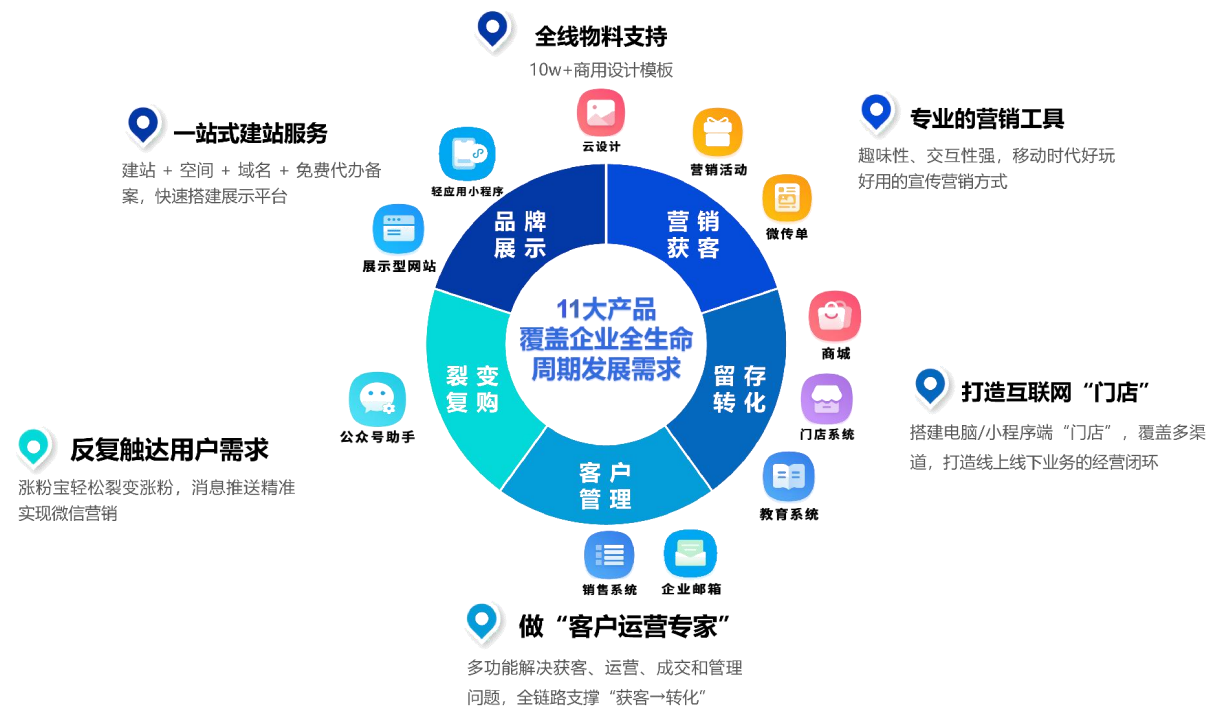 全线物料支持
10w+商用设计模板
一站式建站服务
建站 + 空间 + 域名 + 免费代办备
案，快速搭建展示平台
专业的营销工具
趣味性、交互性强，移动时代好玩
好用的宣传营销方式
云设计
营销活动
轻应用小程序
微传单
展示型网站
品牌
展示
营销
获客
11大产品
覆盖企业全生命
周期发展需求
商城
裂变
复购
留存
转化
公众号助手
门店系统
打造互联网“门店”
搭建电脑/小程序端“门店”，覆盖多渠
道，打造线上线下业务的经营闭环
反复触达用户需求
涨粉宝轻松裂变涨粉，消息推送精准
实现微信营销
客户
管理
教育系统
销售系统
企业邮箱
做“客户运营专家”
多功能解决获客、运营、成交和管理
问题，全链路支撑“获客→转化”